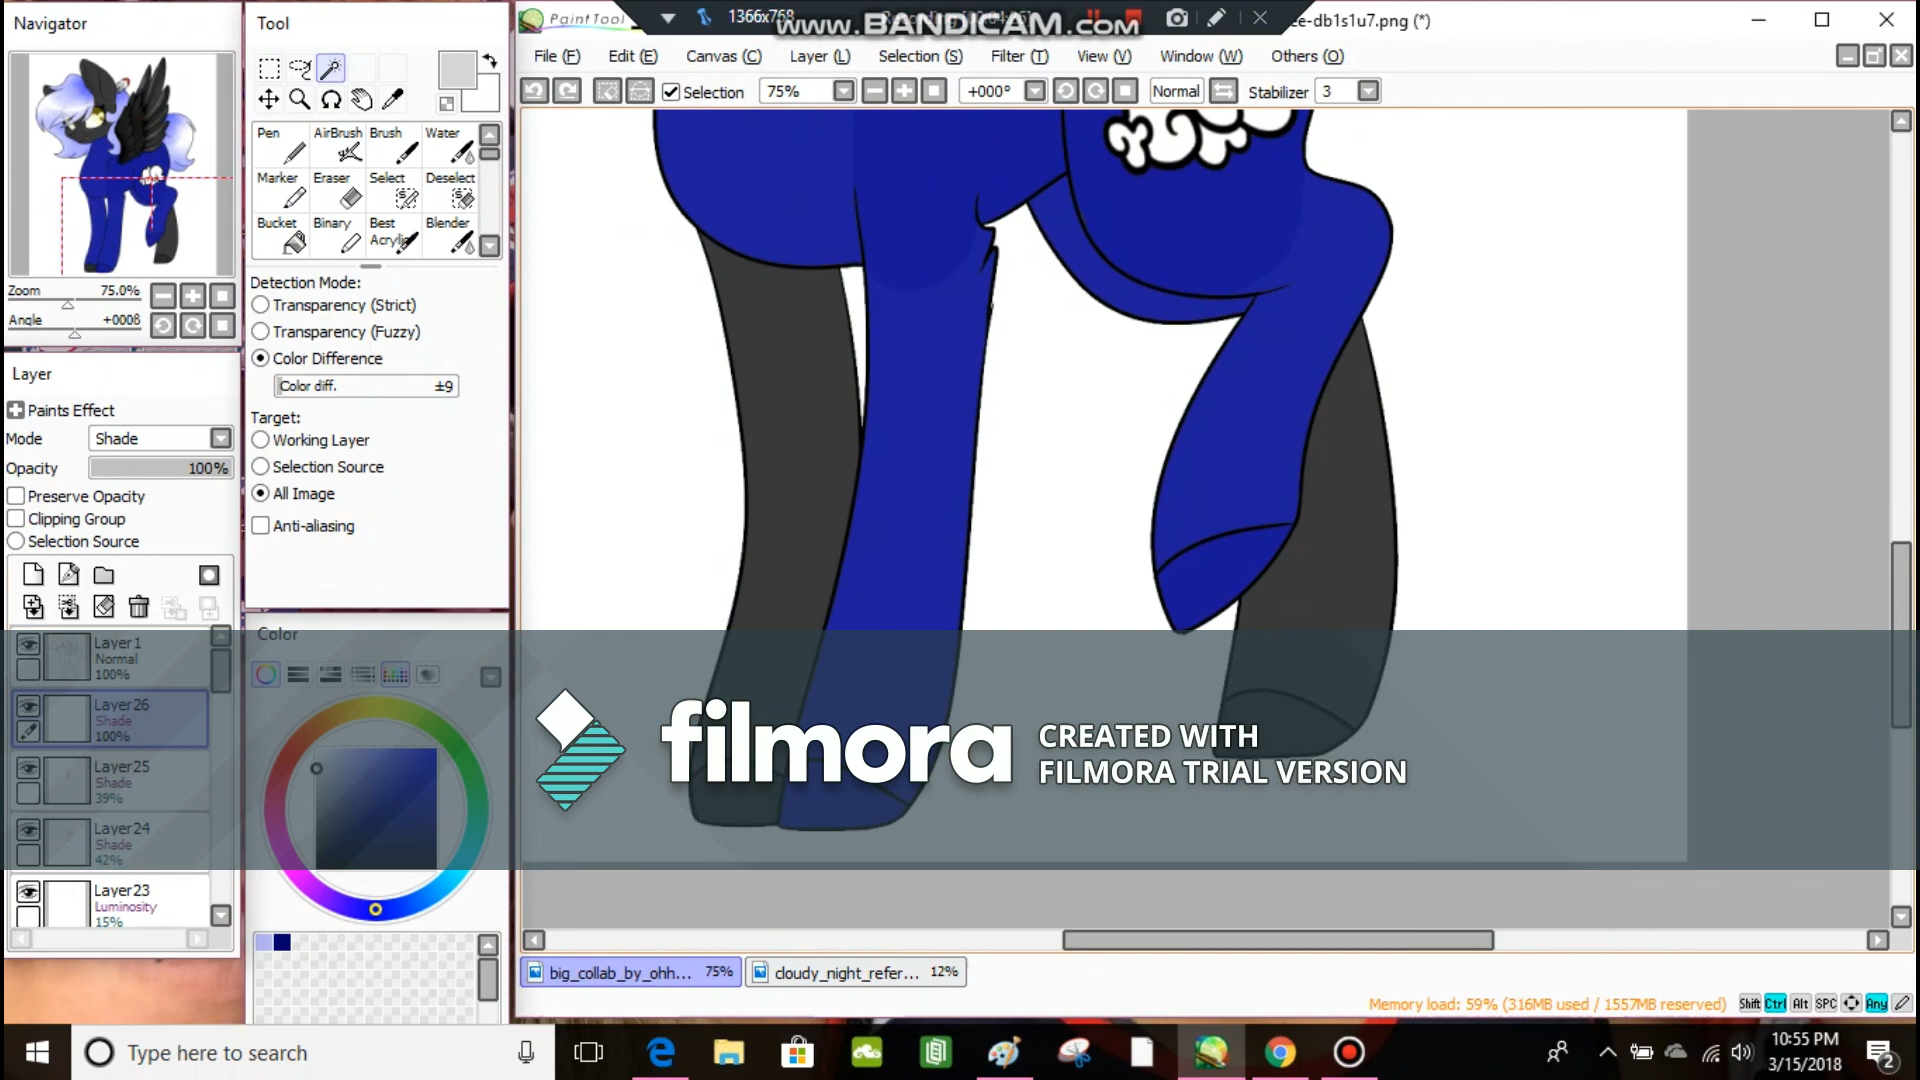 Navigator
Zoom 75.0%
Angle +000ß
Layer
Paints Effect
Mode Shade
Opacity 100%
Preserve Opacity
Clipping Group
Selection Source
Layer1
Normal
100%
Layer26
Shade
100%
Layer25
Shade
39%
Layer24
Shade
42%
Layer23
Luminosity
15%
Tool
Pen AirBrush Brush Water
Marker Eraser Select Deselect
Bucket Binary Best Acrylic Blender
Detection Mode:
Transparency (Strict)
Transparency (Fuzzy)
Color Difference
Color diff. ±9
Target:
Working Layer
Selection Source
All Image
Anti-aliasing
Color
PaintTool
1366x768
www.BANDICAM.com
ee-db1s1u7.png (*)
File (F) Edit (E) Canvas (C) Layer (L) Selection (S) Filter (T) View (V) Window (W) Others (O)
Selection 75% +000° Normal Stabilizer 3
filmora
CREATED WITH
FILMORA TRIAL VERSION
big_collab_by_ohh... 75% cloudy_night_refer... 12%
Memory load: 59% (316MB used / 1557MB reserved) Shift Ctrl Alt SPC Any
Type here to search
10:55 PM
3/15/2018
2